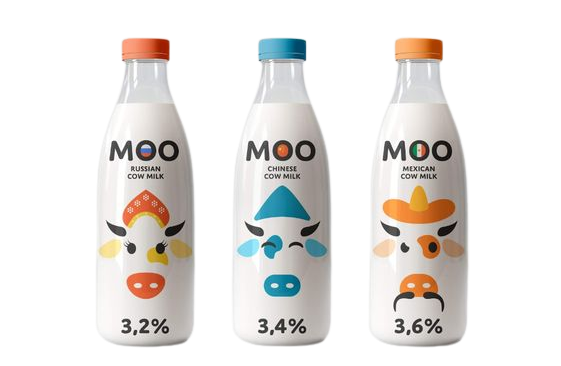 MOO
RUSSIAN
COW MILK
3,2%
MOO
CHINESE
COW MILK
3,4%
MOO
MEXICAN
COW MILK
3,6%